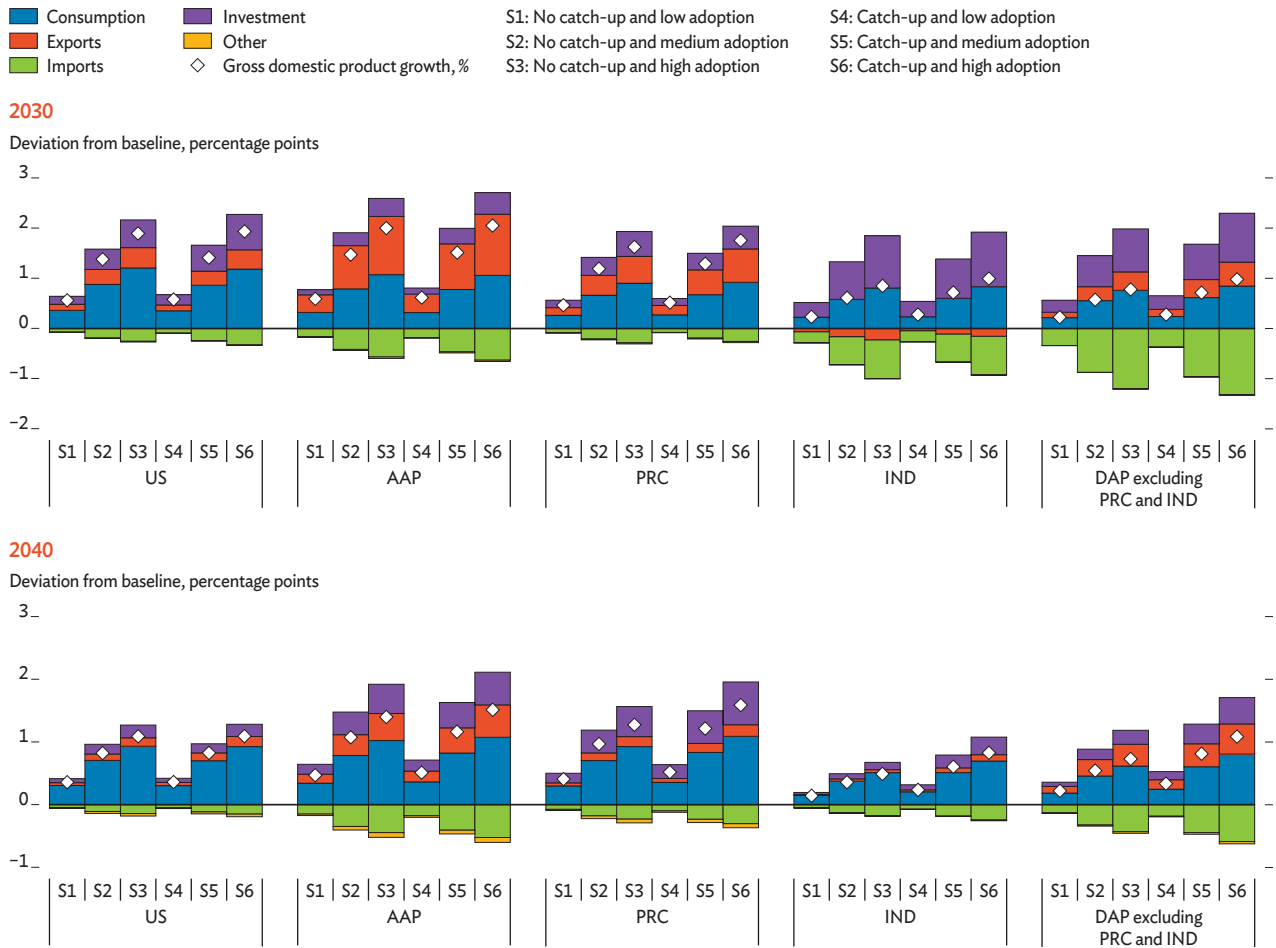 Consumption
Exports
Imports
Investment
Other
Gross domestic product growth, %
S1: No catch-up and low adoption
S2: No catch-up and medium adoption
S3: No catch-up and high adoption
S4: Catch-up and low adoption
S5: Catch-up and medium adoption
S6: Catch-up and high adoption
2030
Deviation from baseline, percentage points
3
2
1
0
−1
−2
S1 S2 S3 S4 S5 S6 S1 S2 S3 S4 S5 S6 S1 S2 S3 S4 S5 S6 S1 S2 S3 S4 S5 S6 S1 S2 S3 S4 S5 S6
US AAP PRC IND DAP excluding
PRC and IND
2040
Deviation from baseline, percentage points
3
2
1
0
−1
S1 S2 S3 S4 S5 S6 S1 S2 S3 S4 S5 S6 S1 S2 S3 S4 S5 S6 S1 S2 S3 S4 S5 S6 S1 S2 S3 S4 S5 S6
US AAP PRC IND DAP excluding
PRC and IND